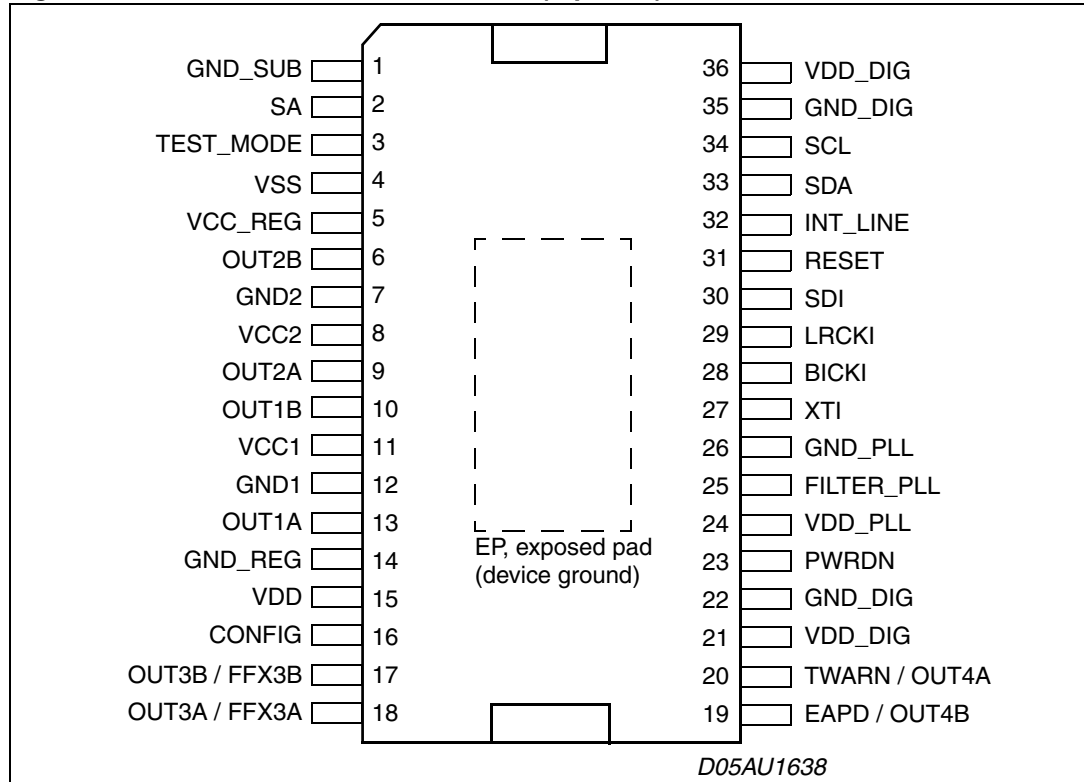 GND_SUB 1 36 VDD_DIG
SA 2 35 GND_DIG
TEST_MODE 3 34 SCL
VSS 4 33 SDA
VCC_REG 5 32 INT_LINE
OUT2B 6 31 RESET
GND2 7 30 SDI
VCC2 8 29 LRCKI
OUT2A 9 28 BICKI
OUT1B 10 27 XTI
VCC1 11 26 GND_PLL
GND1 12 25 FILTER_PLL
OUT1A 13 24 VDD_PLL
GND_REG 14 23 PWRDN
VDD 15 22 GND_DIG
CONFIG 16 21 VDD_DIG
OUT3B / FFX3B 17 20 TWARN / OUT4A
OUT3A / FFX3A 18 19 EAPD / OUT4B
EP, exposed pad
(device ground)
D05AU1638